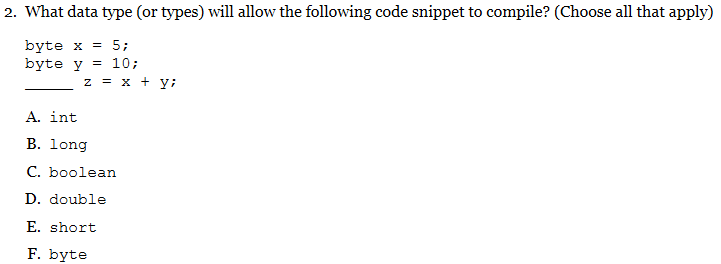 2. What data type (or types) will allow the following code snippet to compile? (Choose all that apply)
byte x = 5;
byte y = 10;
_____ z = x + y;
A. int
B. long
C. boolean
D. double
E. short
F. byte